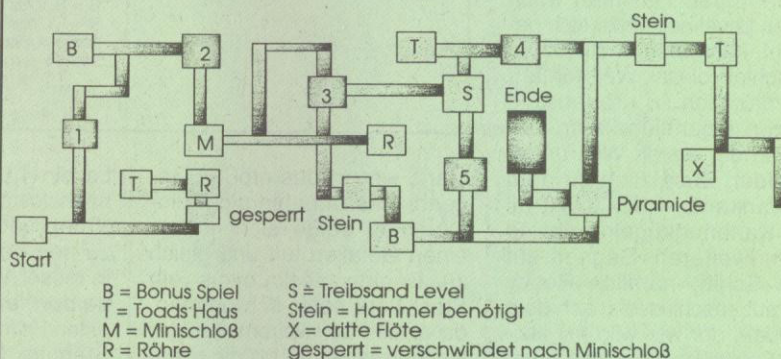 Stein
B
2
T
4
T
3
S
Ende
1
M
R
X
T
R
5
gesperrt
Stein
Pyramide
B
Start
B = Bonus Spiel
T = Toads Haus
M = Minischloß
R = Röhre
S = Treibsand Level
Stein = Hammer benötigt
X = dritte Flöte
gesperrt = verschwindet nach Minischloß